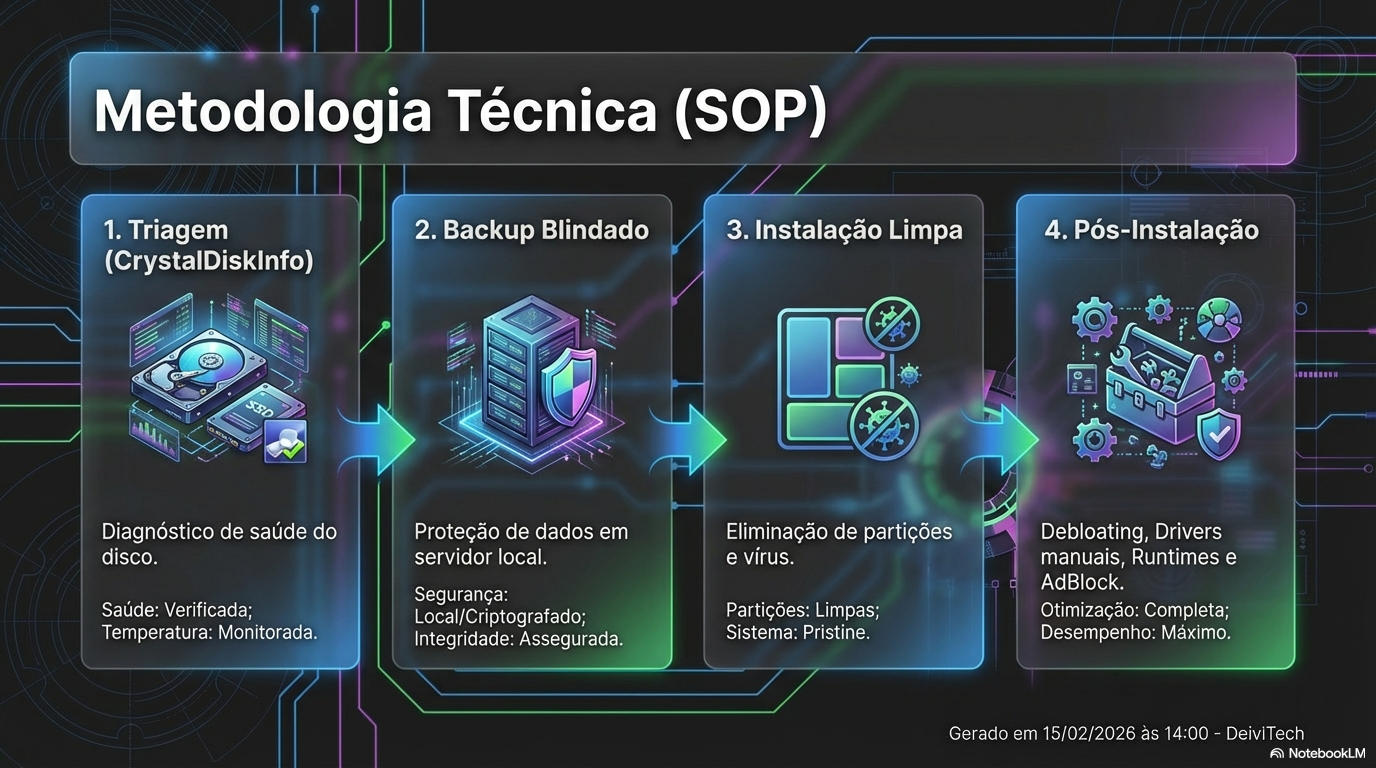 Metodologia Técnica (SOP)
1. Triagem
(CrystalDiskInfo)
SSD
Diagnóstico de saúde do
disco.
Saúde: Verificada;
Temperatura: Monitorada.
2. Backup Blindado
Proteção de dados em
servidor local.
Segurança:
Local/Criptografado;
Integridade: Assegurada.
3. Instalação Limpa
Eliminação de partições
e vírus.
Partições: Limpas;
Sistema: Pristine.
4. Pós-Instalação
Debloating, Drivers
manuais, Runtimes e
AdBlock.
Otimização: Completa;
Desempenho: Máximo.
Gerado em 15/02/2026 às 14:00 - DeiviTech
NotebookLM